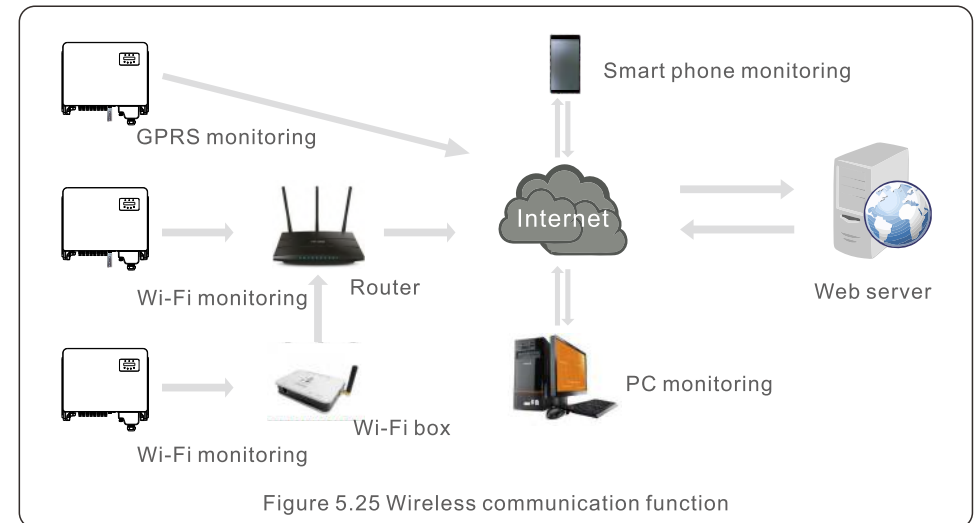 Smart phone monitoring
GPRS monitoring
Internet
Wi-Fi monitoring
Router
Web server
PC monitoring
Wi-Fi box
Wi-Fi monitoring
Figure 5.25 Wireless communication function